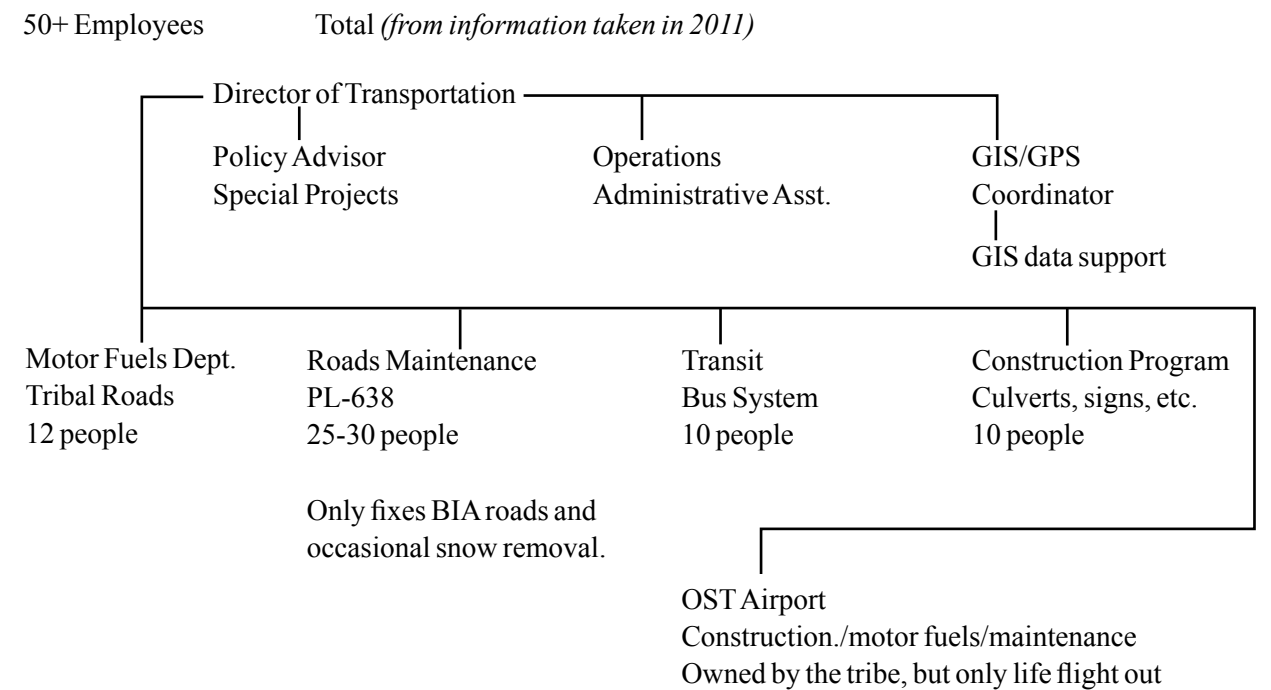 50+ Employees Total (from information taken in 2011)
Director of Transportation
Policy Advisor
Special Projects
Operations
Administrative Asst.
GIS/GPS
Coordinator
GIS data support
Motor Fuels Dept.
Tribal Roads
12 people
Roads Maintenance
PL-638
25-30 people
Only fixes BIA roads and
occasional snow removal.
Transit
Bus System
10 people
Construction Program
Culverts, signs, etc.
10 people
OST Airport
Construction./motor fuels/maintenance
Owned by the tribe, but only life flight out